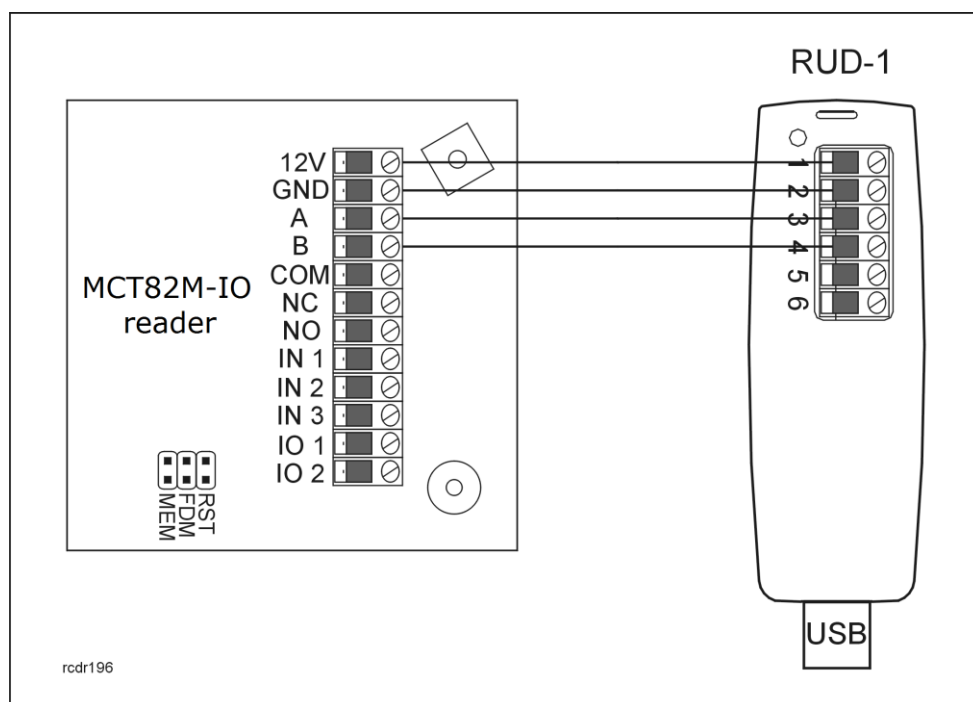 RUD-1
12V
GND
A
B
COM
NC
NO
IN 1
IN 2
IN 3
IO 1
IO 2
MCT82M-IO
reader
MEM
FDM
RST
1
2
3
4
5
6
USB
rcdr196